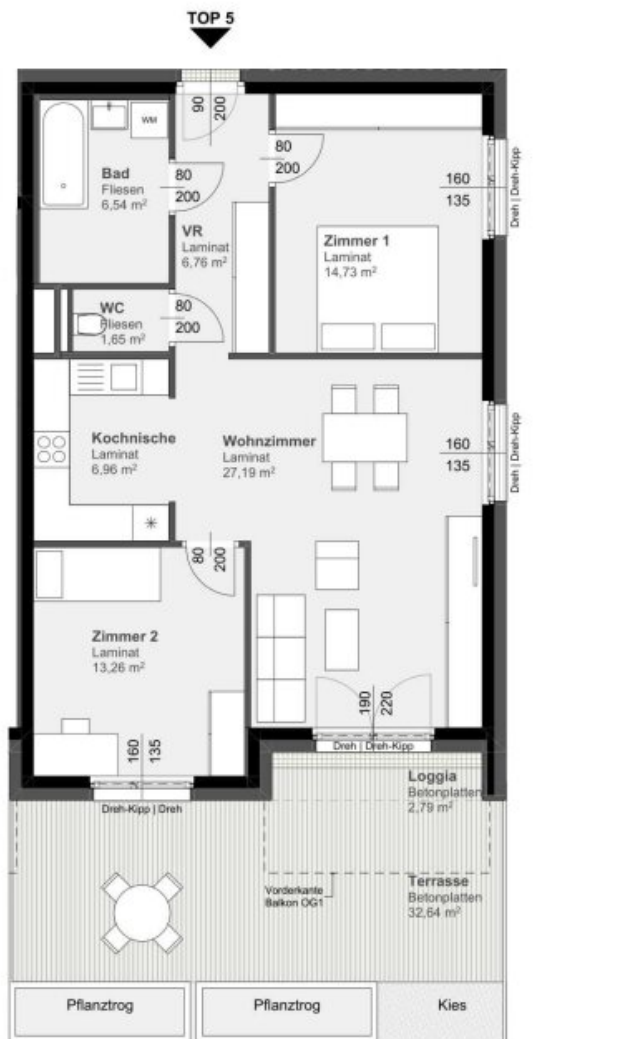 TOP 5
90
200
WM
Bad
Fliesen
6,54 m²
80
200
80
200
160
135
Dreh | Dreh-Kipp
VR
Laminat
6,76 m²
Zimmer 1
Laminat
14,73 m²
WC
Fliesen
1,65 m²
80
200
Kochnische
Laminat
6,96 m²
Wohnzimmer
Laminat
27,19 m²
160
135
Dreh | Dreh-Kipp
80
200
Zimmer 2
Laminat
13,26 m²
160
135
190
220
Dreh | Dreh-Kipp
Dreh-Kipp | Dreh
Loggia
Betonplatten
2,79 m²
Vorderkante
Balkon OG1
Terrasse
Betonplatten
32,64 m²
Pflanztrog
Pflanztrog
Kies